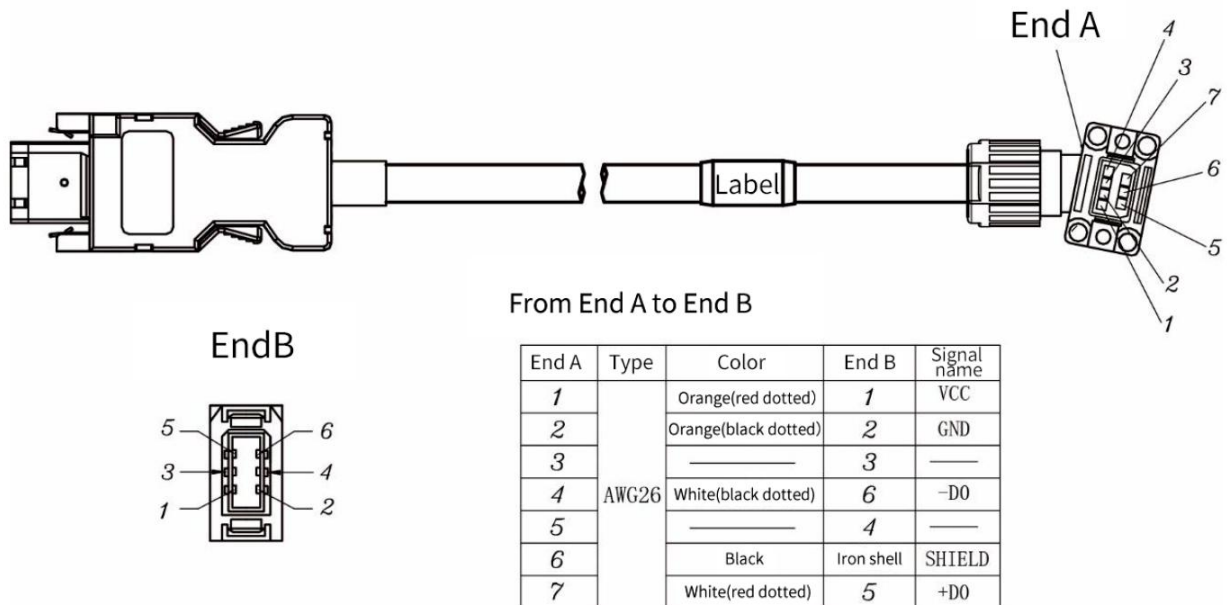 End A
4
3
7
6
5
2
1
Label
From End A to End B
EndB
5
6
3
4
1
2
End A Type Color End B Signal name
1 Orange(red dotted) 1 VCC
2 Orange(black dotted) 2 GND
3 —— 3 ——
4 AWG26 White(black dotted) 6 -D0
5 —— 4 ——
6 Black Iron shell SHIELD
7 White(red dotted) 5 +D0